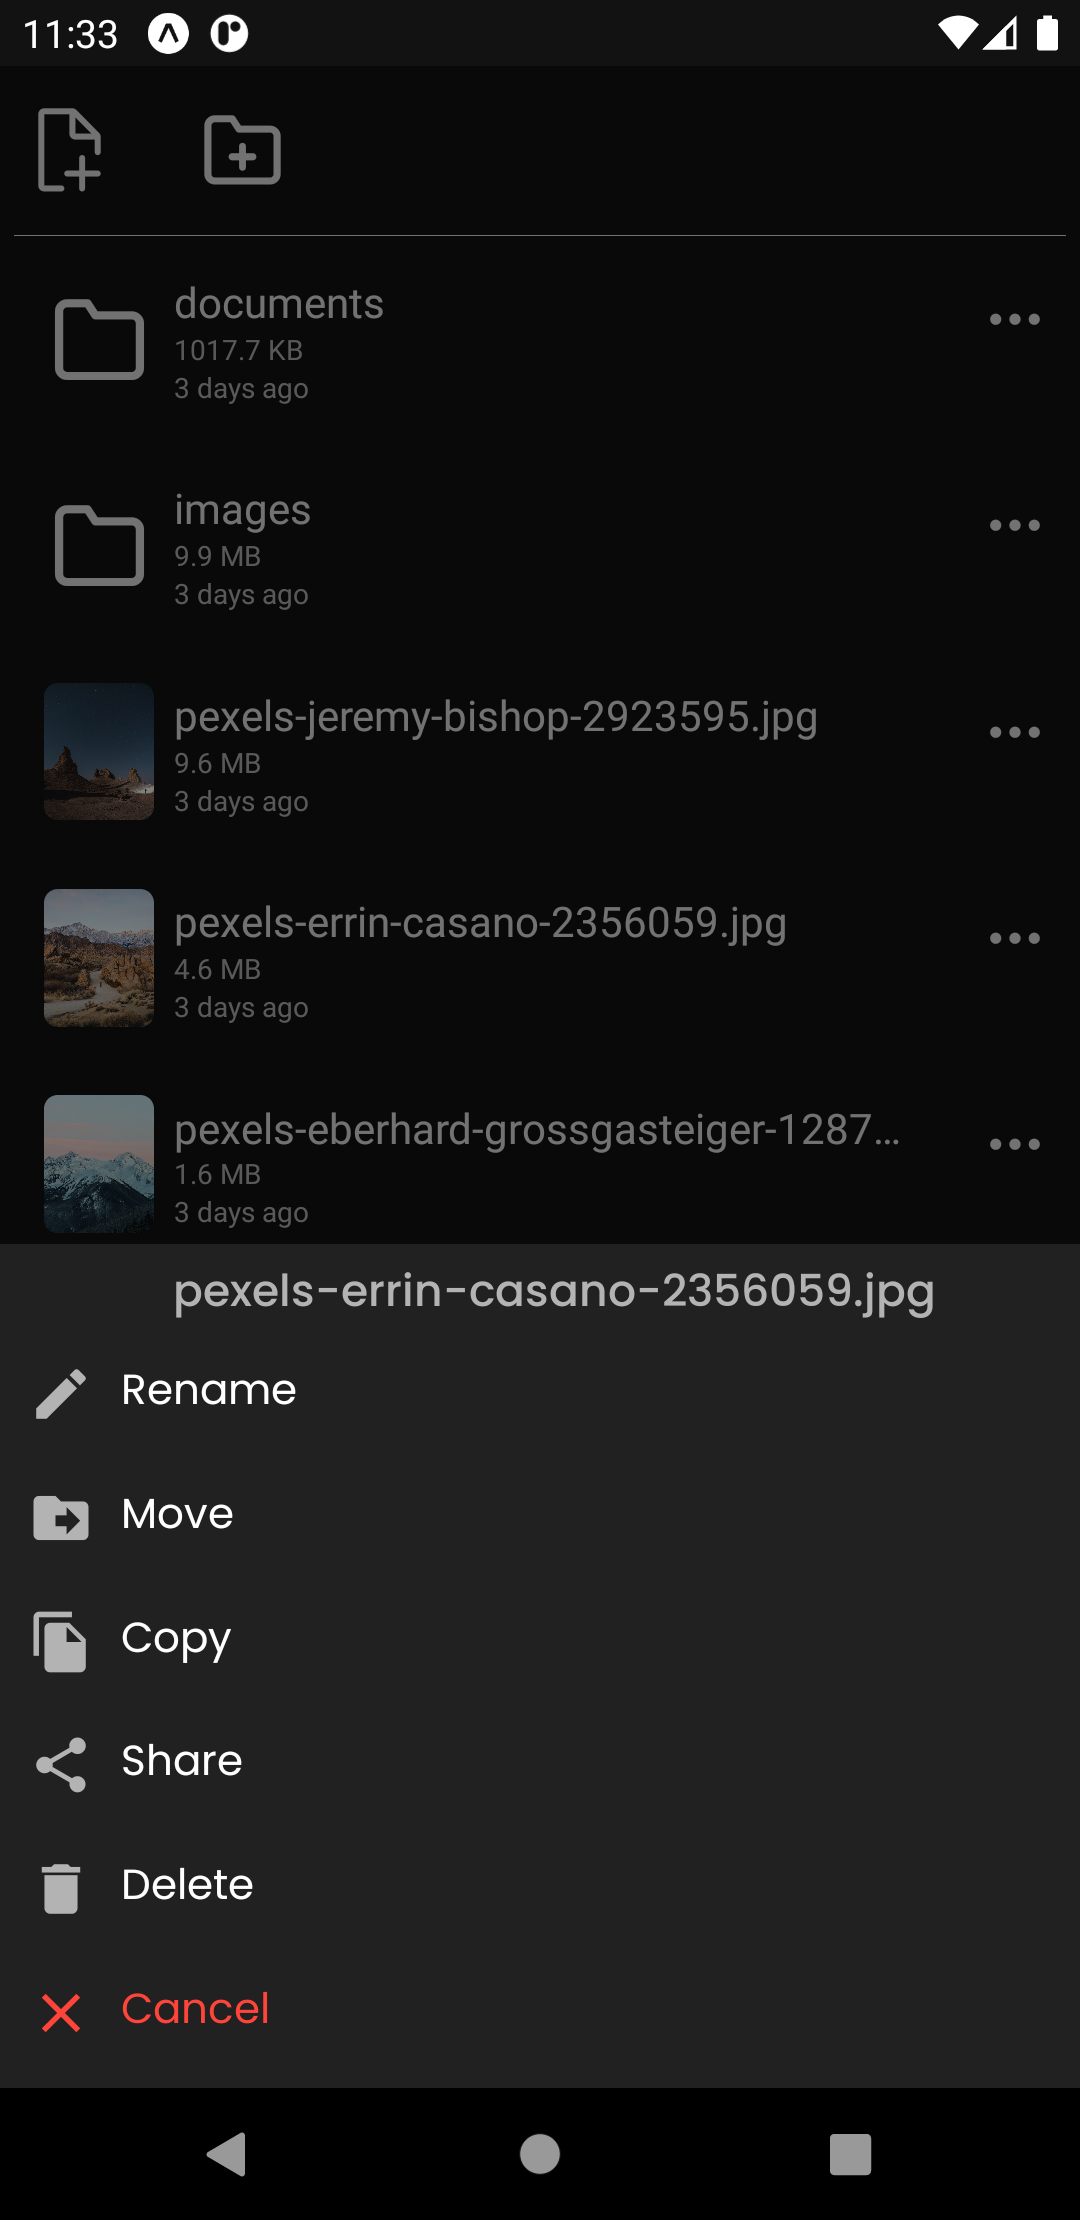 11:33
documents
1017.7 KB
3 days ago
images
9.9 MB
3 days ago
pexels-jeremy-bishop-2923595.jpg
9.6 MB
3 days ago
pexels-errin-casano-2356059.jpg
4.6 MB
3 days ago
pexels-eberhard-grossgasteiger-1287...
1.6 MB
3 days ago
pexels-errin-casano-2356059.jpg
Rename
Move
Copy
Share
Delete
Cancel